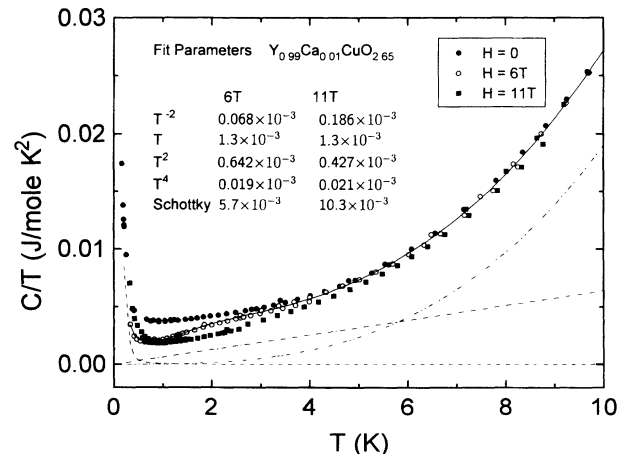 0.03
0.02
0.01
0.00
C/T (J/mole K²)
Fit Parameters Y₀.₉₉Ca₀.₀₁CuO₂.₆₅
6T 11T
T⁻² 0.068×10⁻³ 0.186×10⁻³
T 1.3×10⁻³ 1.3×10⁻³
T² 0.642×10⁻³ 0.427×10⁻³
T⁴ 0.019×10⁻³ 0.021×10⁻³
Schottky 5.7×10⁻³ 10.3×10⁻³
H = 0
H = 6T
H = 11T
0 2 4 6 8 10
T (K)